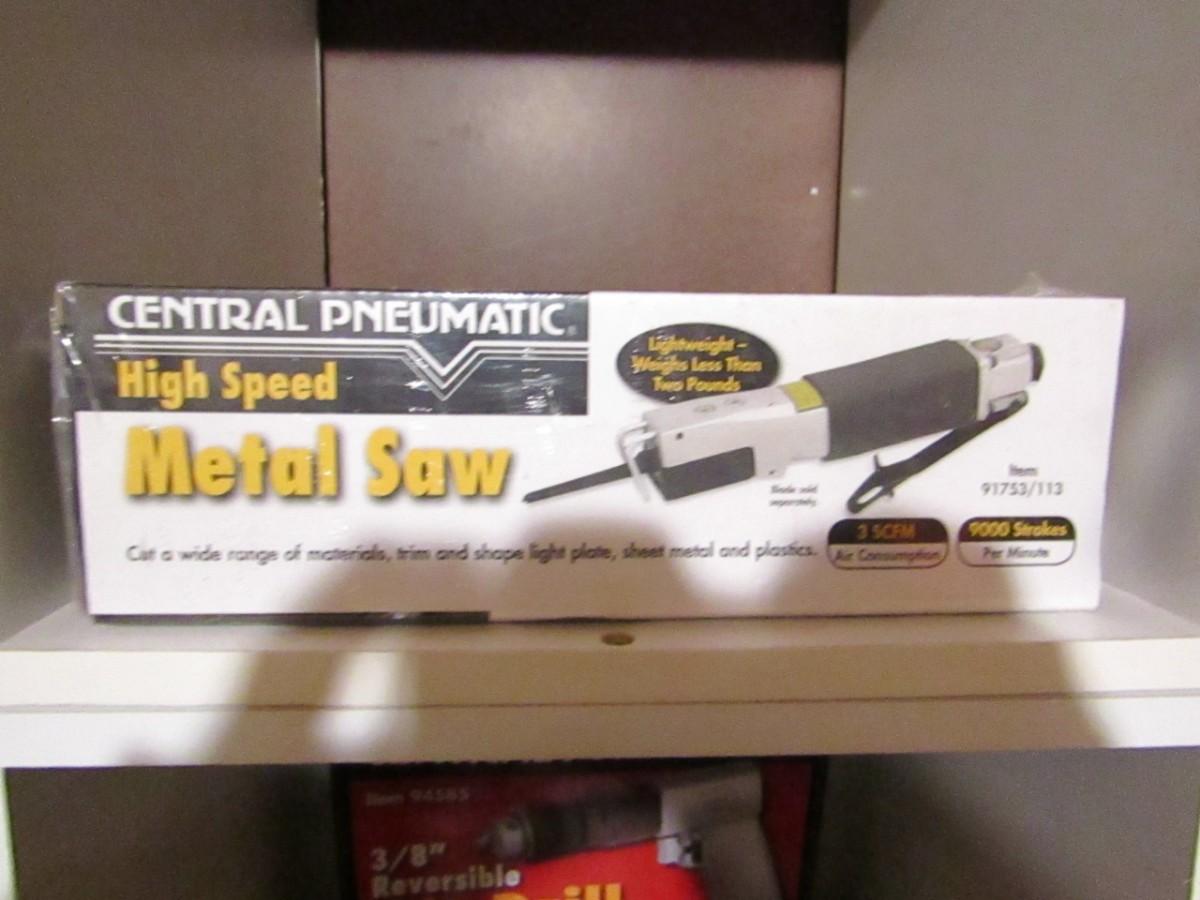 CENTRAL PNEUMATIC®
High Speed
Metal Saw
Lightweight –
Weighs Less Than
Two Pounds
Blade sold
separately.
Item
91753/113
Cut a wide range of materials, trim and shape light plate, sheet metal and plastics.
3 SCFM
Air Consumption
9000 Strokes
Per Minute
Item 94585
3/8"
Reversible
Drill